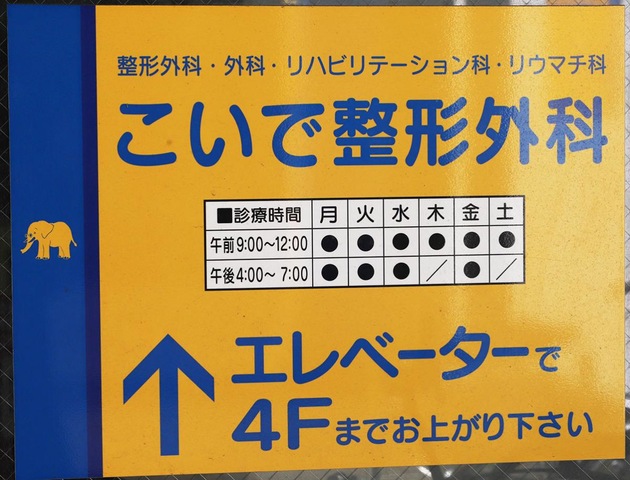 整形外科・外科・リハビリテーション科・リウマチ科
こいで整形外科
■診療時間 月 火 水 木 金 土
午前9:00～12:00 ● ● ● ● ● ●
午後4:00～ 7:00 ● ● ● ／ ● ／
エレベーターで
4Fまでお上がり下さい